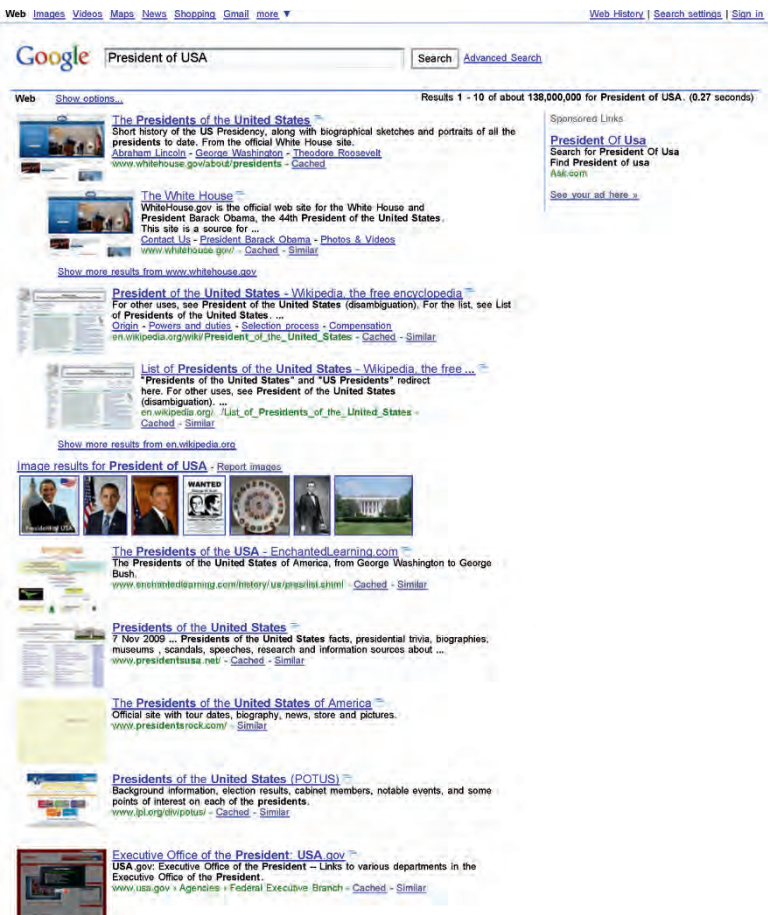 Web Images Videos Maps News Shopping Gmail more ▼
Web History | Search settings | Sign in
Google President of USA Search Advanced Search
Web Show options...
Results 1 - 10 of about 138,000,000 for President of USA. (0.27 seconds)
The Presidents of the United States
Short history of the US Presidency, along with biographical sketches and portraits of all the
presidents to date. From the official White House site.
Abraham Lincoln - George Washington - Theodore Roosevelt
www.whitehouse.gov/about/presidents - Cached
The White House
WhiteHouse.gov is the official web site for the White House and
President Barack Obama, the 44th President of the United States.
This site is a source for ...
Contact Us - President Barack Obama - Photos & Videos
www.whitehouse.gov/ - Cached - Similar
Show more results from www.whitehouse.gov
President of the United States - Wikipedia, the free encyclopedia
For other uses, see President of the United States (disambiguation). For the list, see List
of Presidents of the United States. ...
Origin - Powers and duties - Selection process - Compensation
en.wikipedia.org/wiki/President_of_the_United_States - Cached - Similar
List of Presidents of the United States - Wikipedia, the free ...
"Presidents of the United States" and "US Presidents" redirect
here. For other uses, see President of the United States
(disambiguation). ...
en.wikipedia.org/.../List_of_Presidents_of_the_United_States -
Cached - Similar
Show more results from en.wikipedia.org
Image results for President of USA - Report images
President of USA
WANTED
The Presidents of the USA - EnchantedLearning.com
The Presidents of the United States of America, from George Washington to George
Bush.
www.enchantedlearning.com/history/us/pres/list.shtml - Cached - Similar
Presidents of the United States
7 Nov 2009 ... Presidents of the United States facts, presidential trivia, biographies,
museums , scandals, speeches, research and information sources about ...
www.presidentsusa.net/ - Cached - Similar
The Presidents of the United States of America
Official site with tour dates, biography, news, store and pictures.
www.presidentsrock.com/ - Similar
Presidents of the United States (POTUS)
Background information, election results, cabinet members, notable events, and some
points of interest on each of the presidents.
www.ipl.org/div/potus/ - Cached - Similar
Executive Office of the President: USA.gov
USA.gov: Executive Office of the President -- Links to various departments in the
Executive Office of the President.
www.usa.gov › Agencies › Federal Executive Branch - Cached - Similar
Sponsored Links
President Of Usa
Search for President Of Usa
Find President of usa
Ask.com
See your ad here »